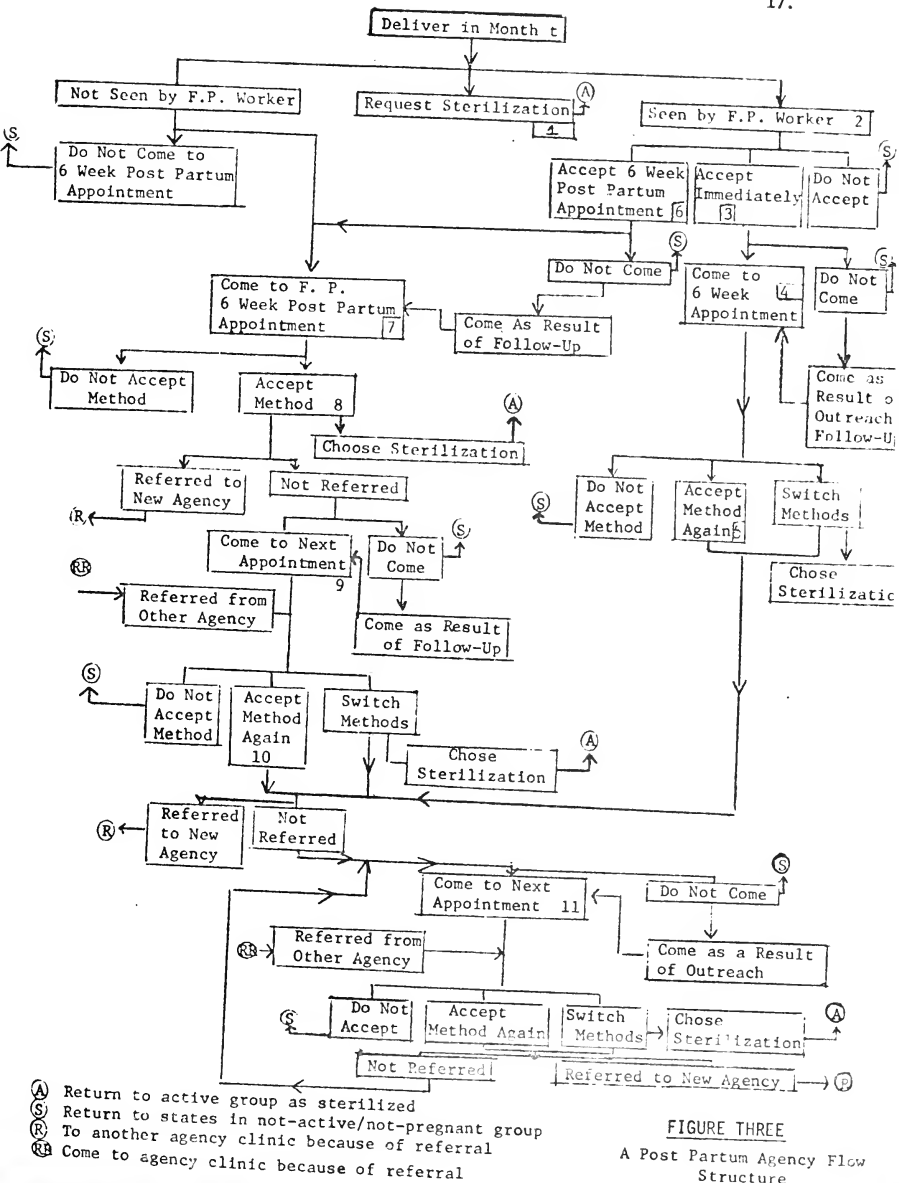 17.
Deliver in Month t
Not Seen by F.P. Worker
Request Sterilization
A
1
Seen by F.P. Worker 2
S
Do Not Come to
6 Week Post Partum
Appointment
Accept 6 Week
Post Partum
Appointment 6
Accept
Immediately
3
Do Not
Accept
S
Come to F. P.
6 Week Post Partum
Appointment 7
Do Not Come
S
Come As Result
of Follow-Up
Come to
6 Week 4
Appointment
Do Not
Come
S
Come as
Result
Outreach
Follow-U
S
Do Not Accept
Method
Accept
Method 8
A
Choose Sterilization
Referred to
New Agency
R
Not Referred
Come to Next
Appointment
9
Do Not
Come
S
Come as Result
of Follow-Up
RR
Referred from
Other Agency
S
Do Not
Accept
Method
Accept
Method
Again
Switch
Methods
Chose
Sterilizatio
S
Do Not
Accept
Method
Accept
Method
Again
10
Switch
Methods
Chose
Sterilization
A
R
Referred
to New
Agency
Not
Referred
Come to Next
Appointment 11
Do Not Come
S
Come as a Result
of Outreach
RR
Referred from
Other Agency
S
Do Not
Accept
Accept
Method Again
Switch
Methods
Chose
Sterilization
A
Not Referred
Referred to New Agency
R
A Return to active group as sterilized
S Return to states in not-active/not-pregnant group
R To another agency clinic because of referral
RR Come to agency clinic because of referral
FIGURE THREE
A Post Partum Agency Flow
Structure